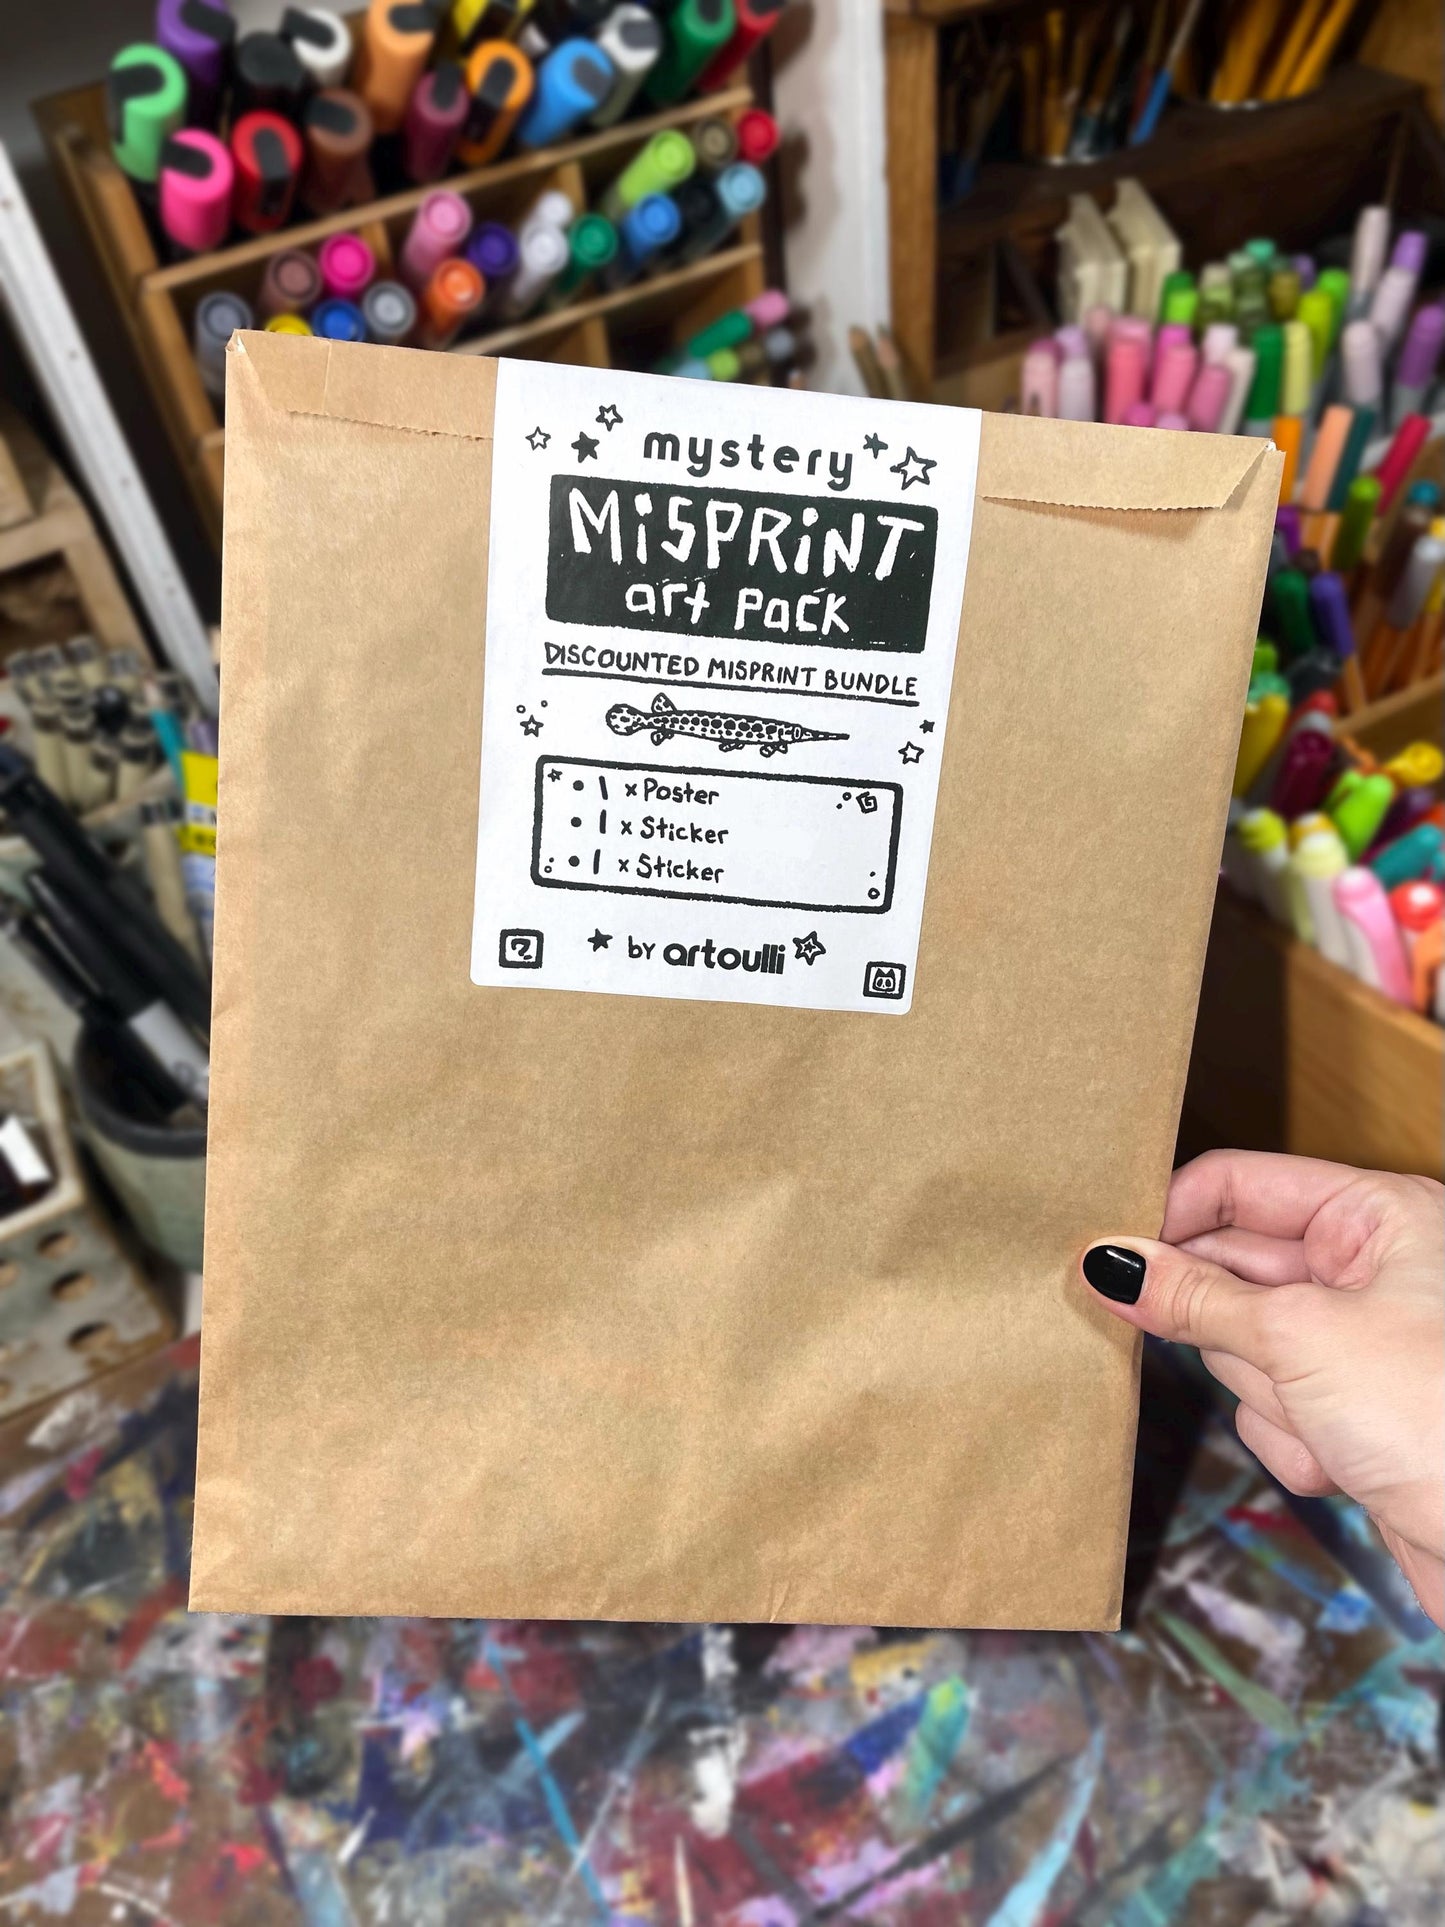 mystery
MiSPRiNT
art Pack
DISCOUNTED MISPRINT BUNDLE
• 1 x Poster
• 1 x Sticker
• 1 x Sticker
by artoulli
?